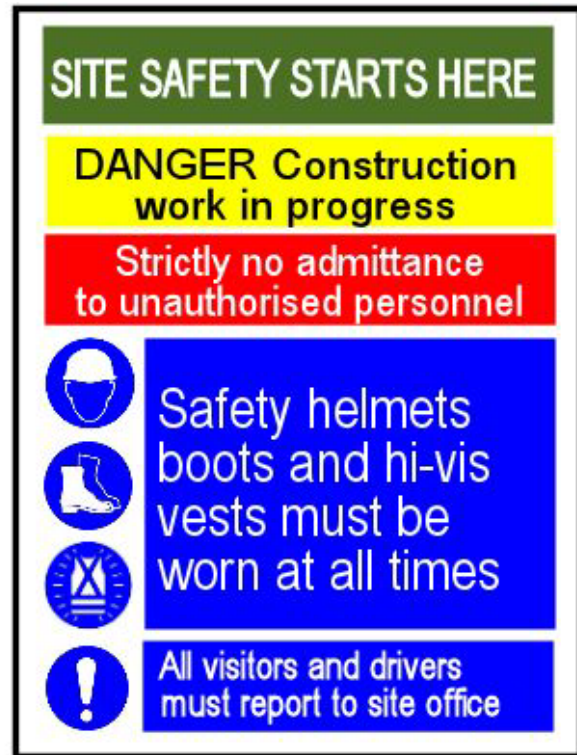 SITE SAFETY STARTS HERE
DANGER Construction
work in progress
Strictly no admittance
to unauthorised personnel
Safety helmets
boots and hi-vis
vests must be
worn at all times
All visitors and drivers
must report to site office